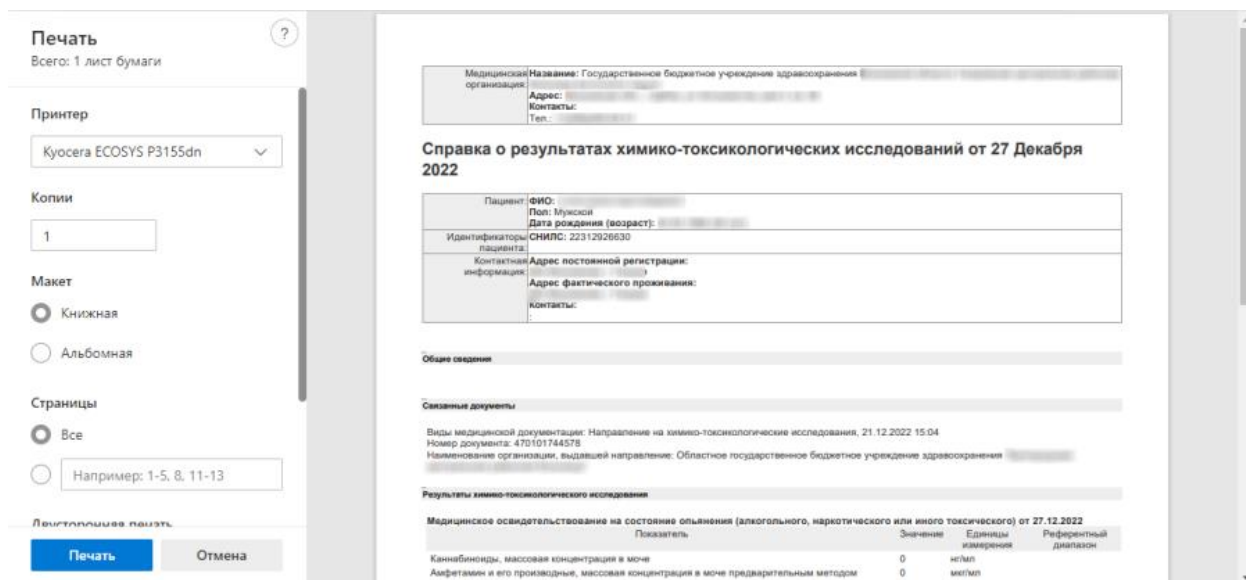 Печать
?
Всего: 1 лист бумаги
Принтер
Kyocera ECOSYS P3155dn
Копии
1
Макет
Книжная
Альбомная
Страницы
Все
Например: 1-5, 8, 11-13
Двусторонняя печать
Печать
Отмена
Медицинская организация:
Название: Государственное бюджетное учреждение здравоохранения
Адрес:
Контакты:
Тел.:
Справка о результатах химико-токсикологических исследований от 27 Декабря
2022
Пациент: ФИО:
Пол: Мужской
Дата рождения (возраст):
Идентификаторы пациента:
СНИЛС: 22312926630
Контактная информация:
Адрес постоянной регистрации:
Адрес фактического проживания:
Контакты:
:
Общие сведения
Связанные документы
Виды медицинской документации: Направление на химико-токсикологические исследования, 21.12.2022 15:04
Номер документа: 470101744578
Наименование организации, выдавшей направление: Областное государственное бюджетное учреждение здравоохранения
Результаты химико-токсикологического исследования
Медицинское освидетельствование на состояние опьянения (алкогольного, наркотического или иного токсического) от 27.12.2022
Показатель Значение Единицы измерения Референтный диапазон
Каннабиноиды, массовая концентрация в моче 0 нг/мл
Амфетамин и его производные, массовая концентрация в моче предварительным методом 0 мкг/мл